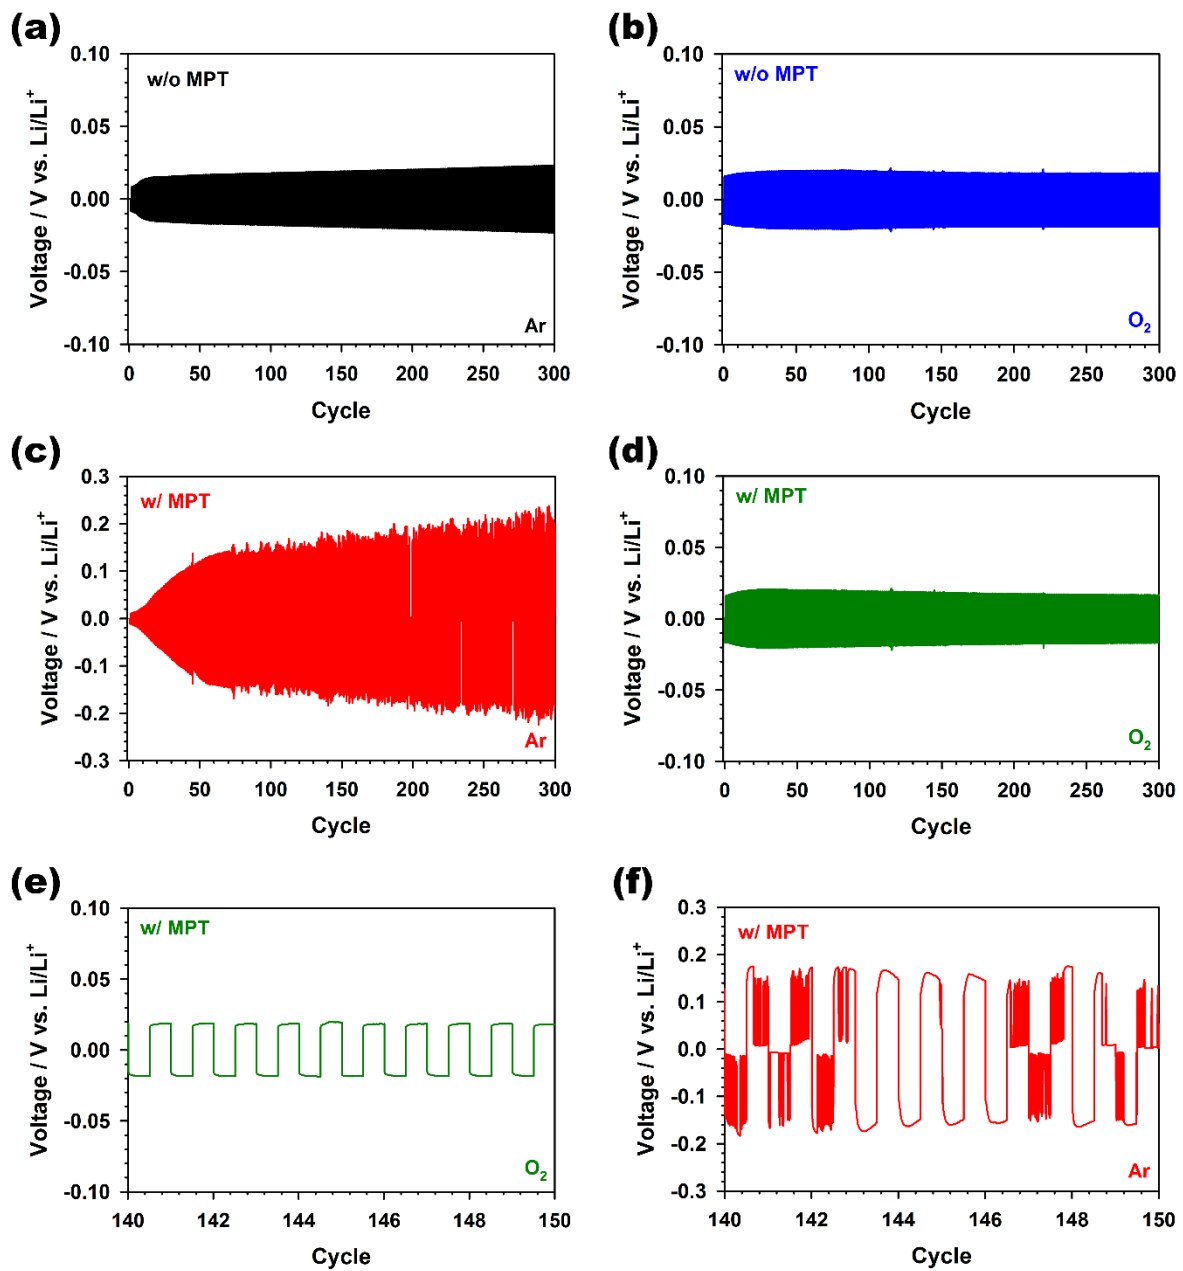 (a)
w/o MPT
0.10
0.05
0.00
-0.05
-0.10
Voltage / V vs. Li/Li⁺
Ar
0 50 100 150 200 250 300
Cycle
(b)
w/o MPT
0.10
0.05
0.00
-0.05
-0.10
Voltage / V vs. Li/Li⁺
O₂
0 50 100 150 200 250 300
Cycle
(c)
w/ MPT
0.3
0.2
0.1
0.0
-0.1
-0.2
-0.3
Voltage / V vs. Li/Li⁺
Ar
0 50 100 150 200 250 300
Cycle
(d)
w/ MPT
0.10
0.05
0.00
-0.05
-0.10
Voltage / V vs. Li/Li⁺
O₂
0 50 100 150 200 250 300
Cycle
(e)
w/ MPT
0.10
0.05
0.00
-0.05
-0.10
Voltage / V vs. Li/Li⁺
O₂
140 142 144 146 148 150
Cycle
(f)
w/ MPT
0.3
0.2
0.1
0.0
-0.1
-0.2
-0.3
Voltage / V vs. Li/Li⁺
Ar
140 142 144 146 148 150
Cycle